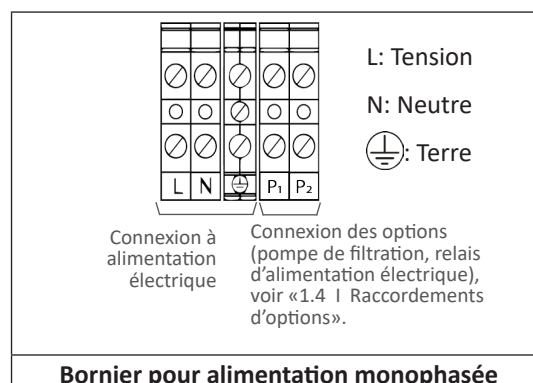 L: Tension
N: Neutre
: Terre
L N P₁ P₂
Connexion à
alimentation
électrique
Connexion des options
(pompe de filtration, relais
d’alimentation électrique),
voir «1.4 I Raccordements
d’options».
Bornier pour alimentation monophasée